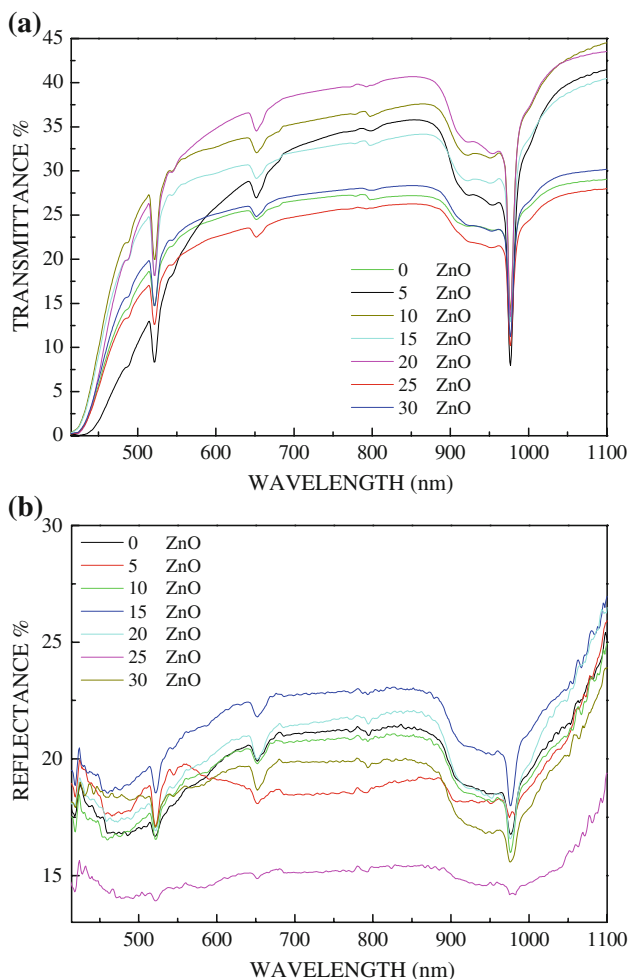 (a)
45
40
35
30
25
20
15
10
5
0
TRANSMITTANCE %
0 ZnO
5 ZnO
10 ZnO
15 ZnO
20 ZnO
25 ZnO
30 ZnO
500 600 700 800 900 1000 1100
WAVELENGTH (nm)
(b)
30
25
20
15
REFLECTANCE %
0 ZnO
5 ZnO
10 ZnO
15 ZnO
20 ZnO
25 ZnO
30 ZnO
500 600 700 800 900 1000 1100
WAVELENGTH (nm)